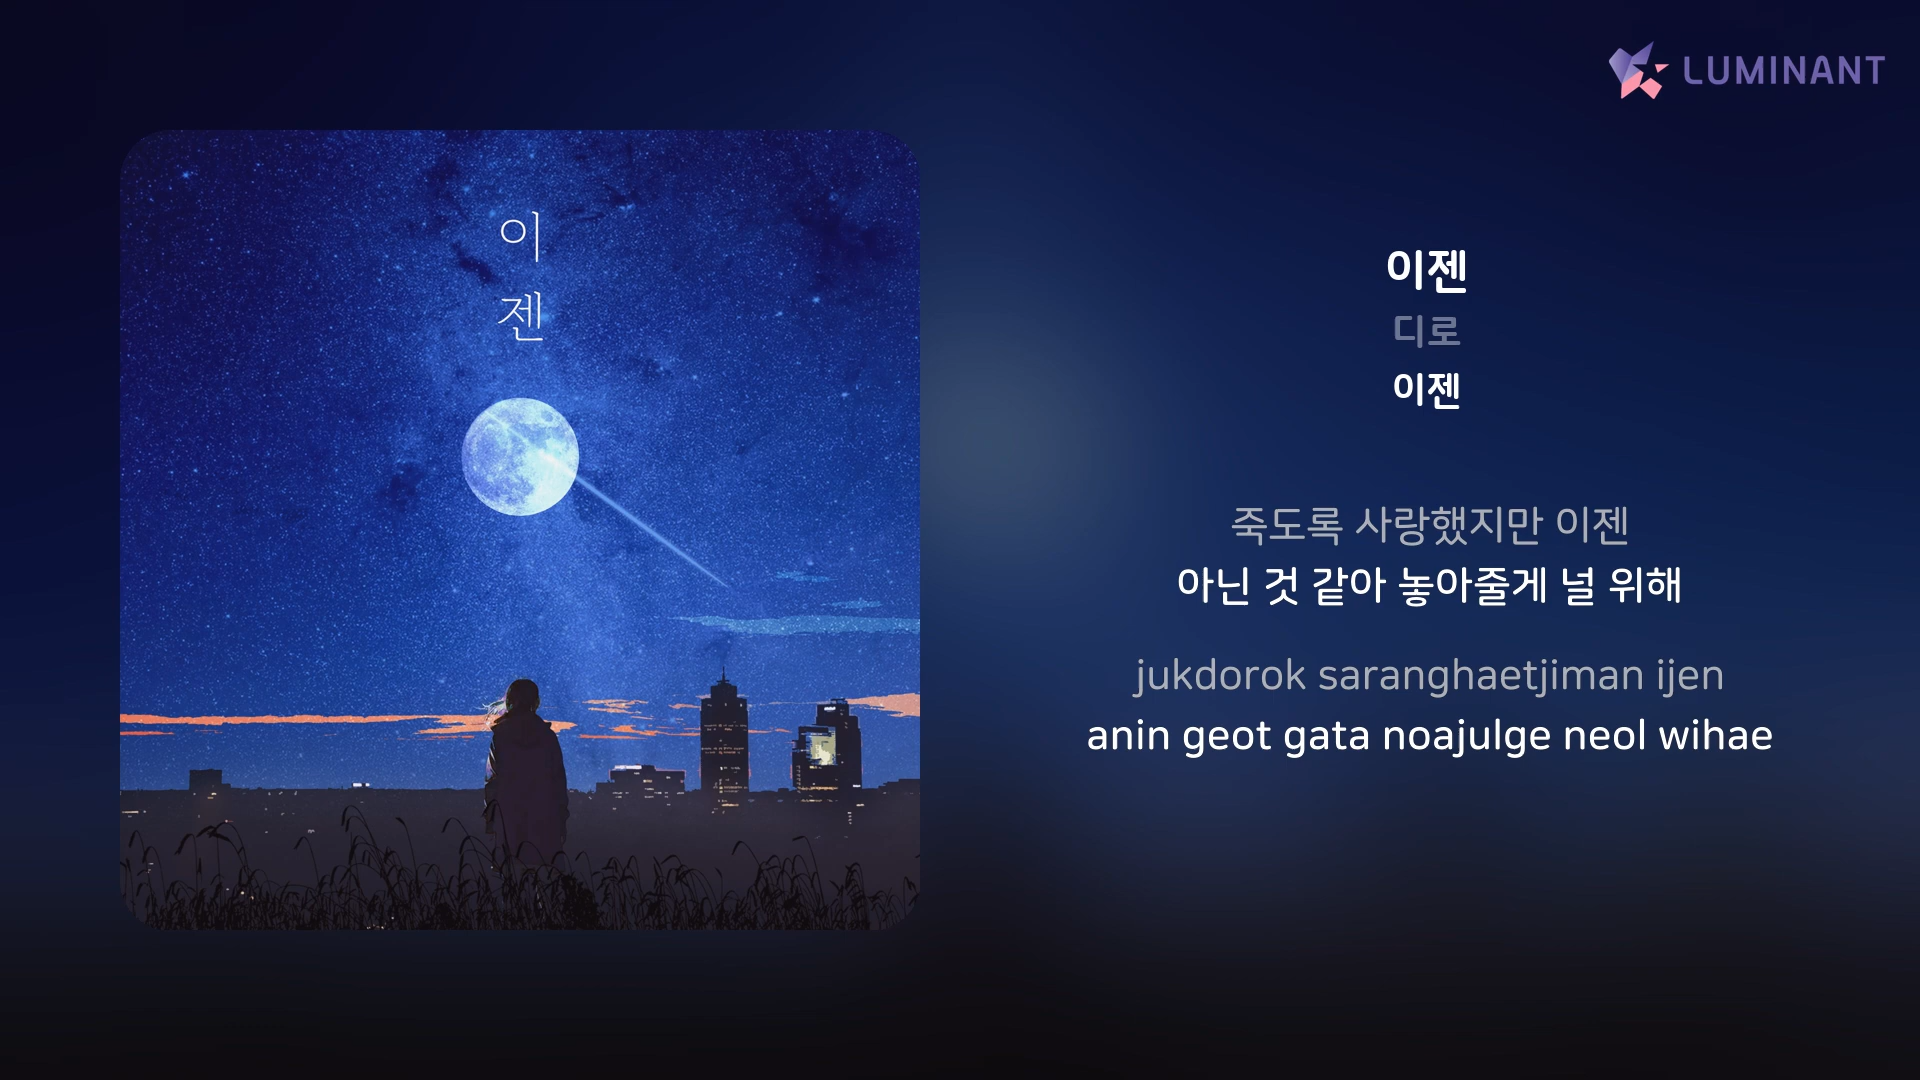 이
젠
LUMINANT
이젠
디로
이젠
죽도록 사랑했지만 이젠
아닌 것 같아 놓아줄게 널 위해
jukdorok saranghaetjiman ijen
anin geot gata noajulge neol wihae